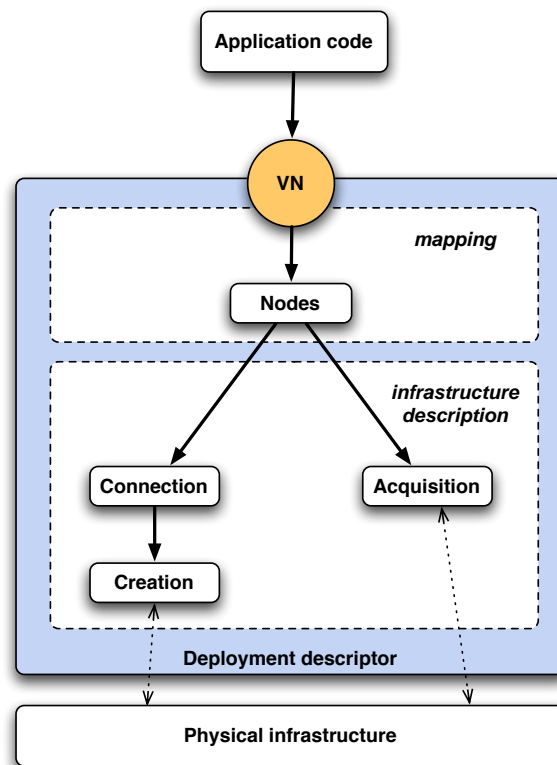 Application code
VN
mapping
Nodes
infrastructure
description
Connection
Acquisition
Creation
Deployment descriptor
Physical infrastructure